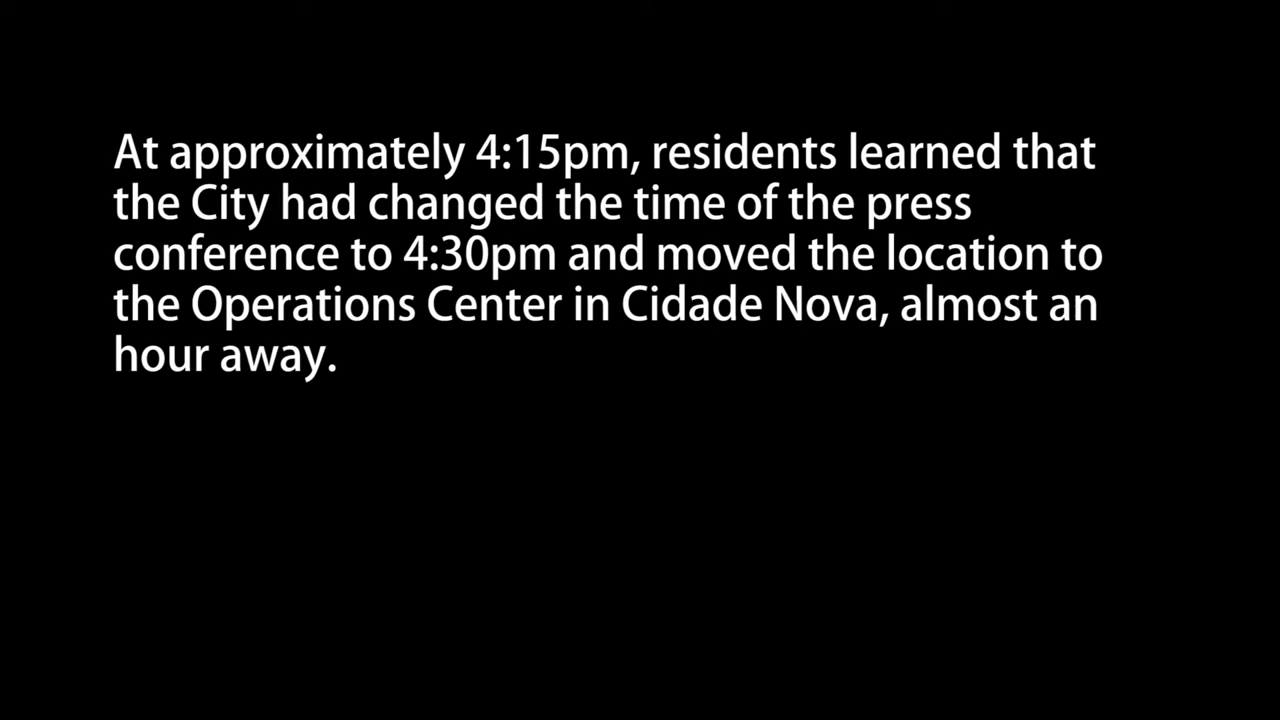 At approximately 4:15pm, residents learned that
the City had changed the time of the press
conference to 4:30pm and moved the location to
the Operations Center in Cidade Nova, almost an
hour away.